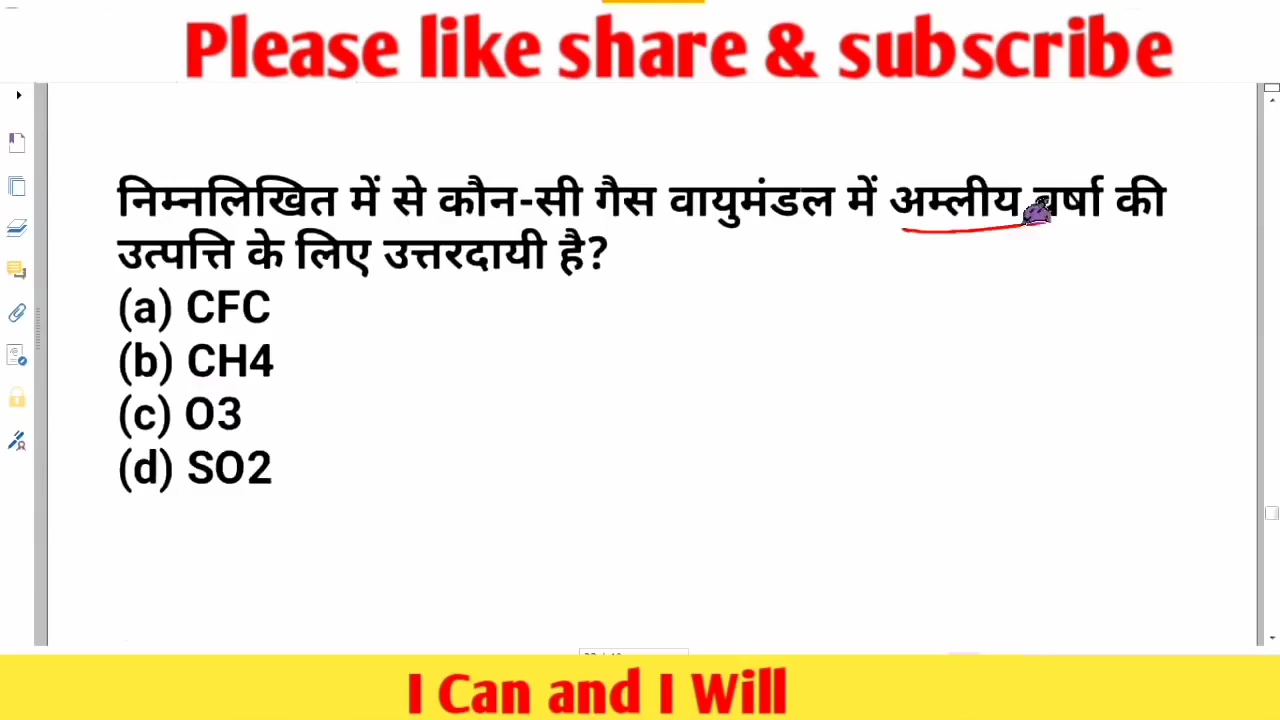 Please like share & subscribe
निम्नलिखित में से कौन-सी गैस वायुमंडल में अम्लीय वर्षा की
उत्पत्ति के लिए उत्तरदायी है?
(a) CFC
(b) CH4
(c) O3
(d) SO2
I Can and I Will